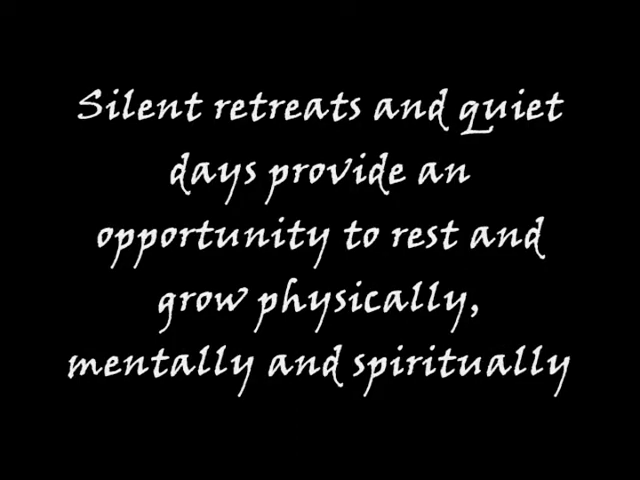 Silent retreats and quiet
days provide an
opportunity to rest and
grow physically,
mentally and spiritually